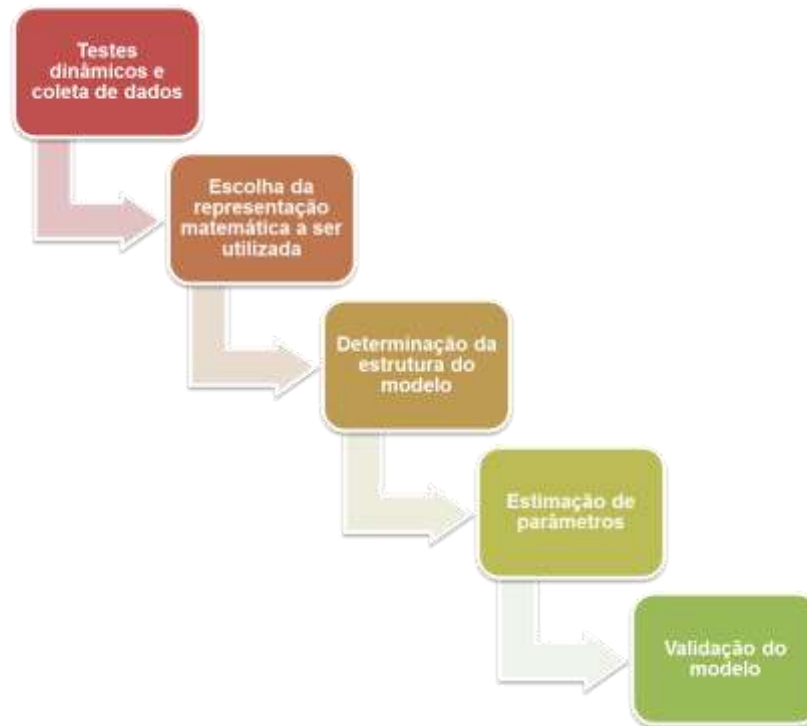 Testes
dinâmicos e
coleta de dados
Escolha da
representação
matemática a ser
utilizada
Determinação da
estrutura do
modelo
Estimação de
parâmetros
Validação do
modelo